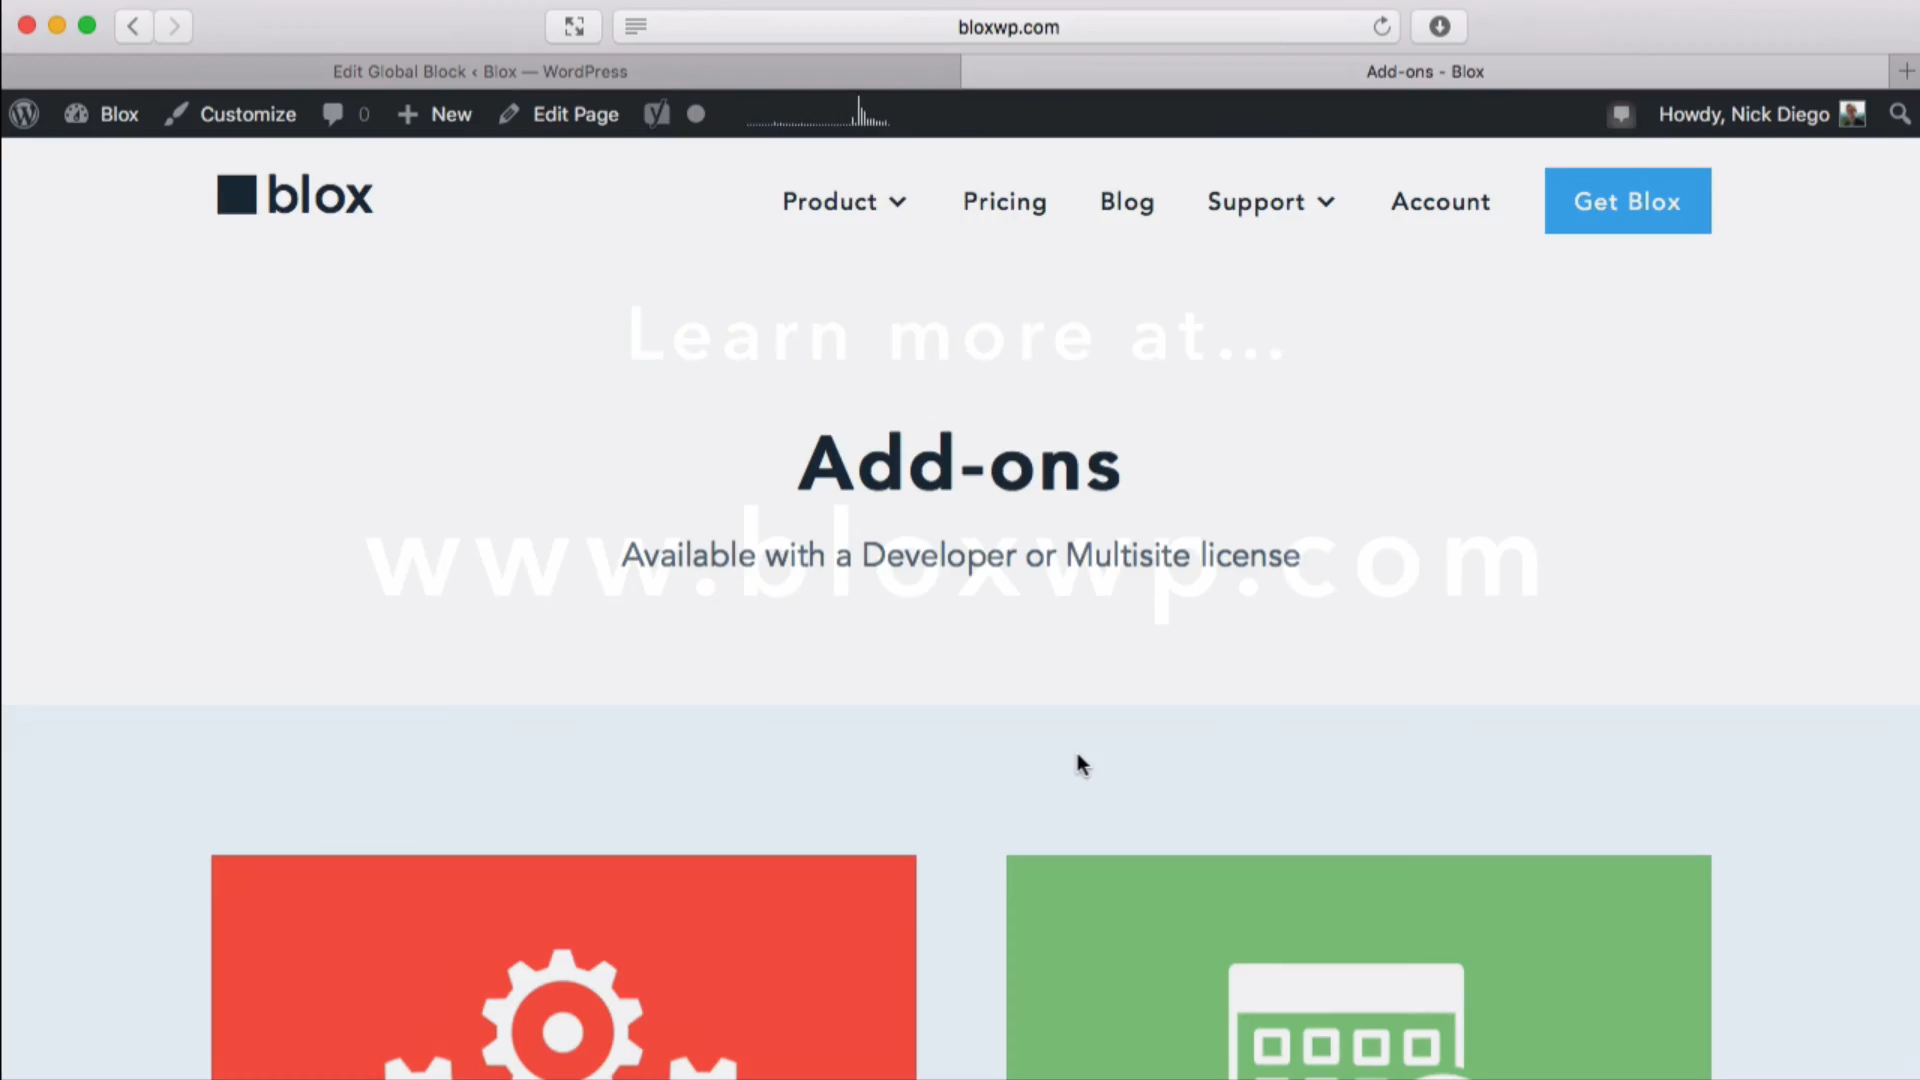 bloxwp.com
Edit Global Block ‹ Blox — WordPress
Add-ons - Blox
Blox
Customize
0
New
Edit Page
Howdy, Nick Diego
blox
Product
Pricing
Blog
Support
Account
Get Blox
Learn more at...
Add-ons
www.bloxwp.com
Available with a Developer or Multisite license